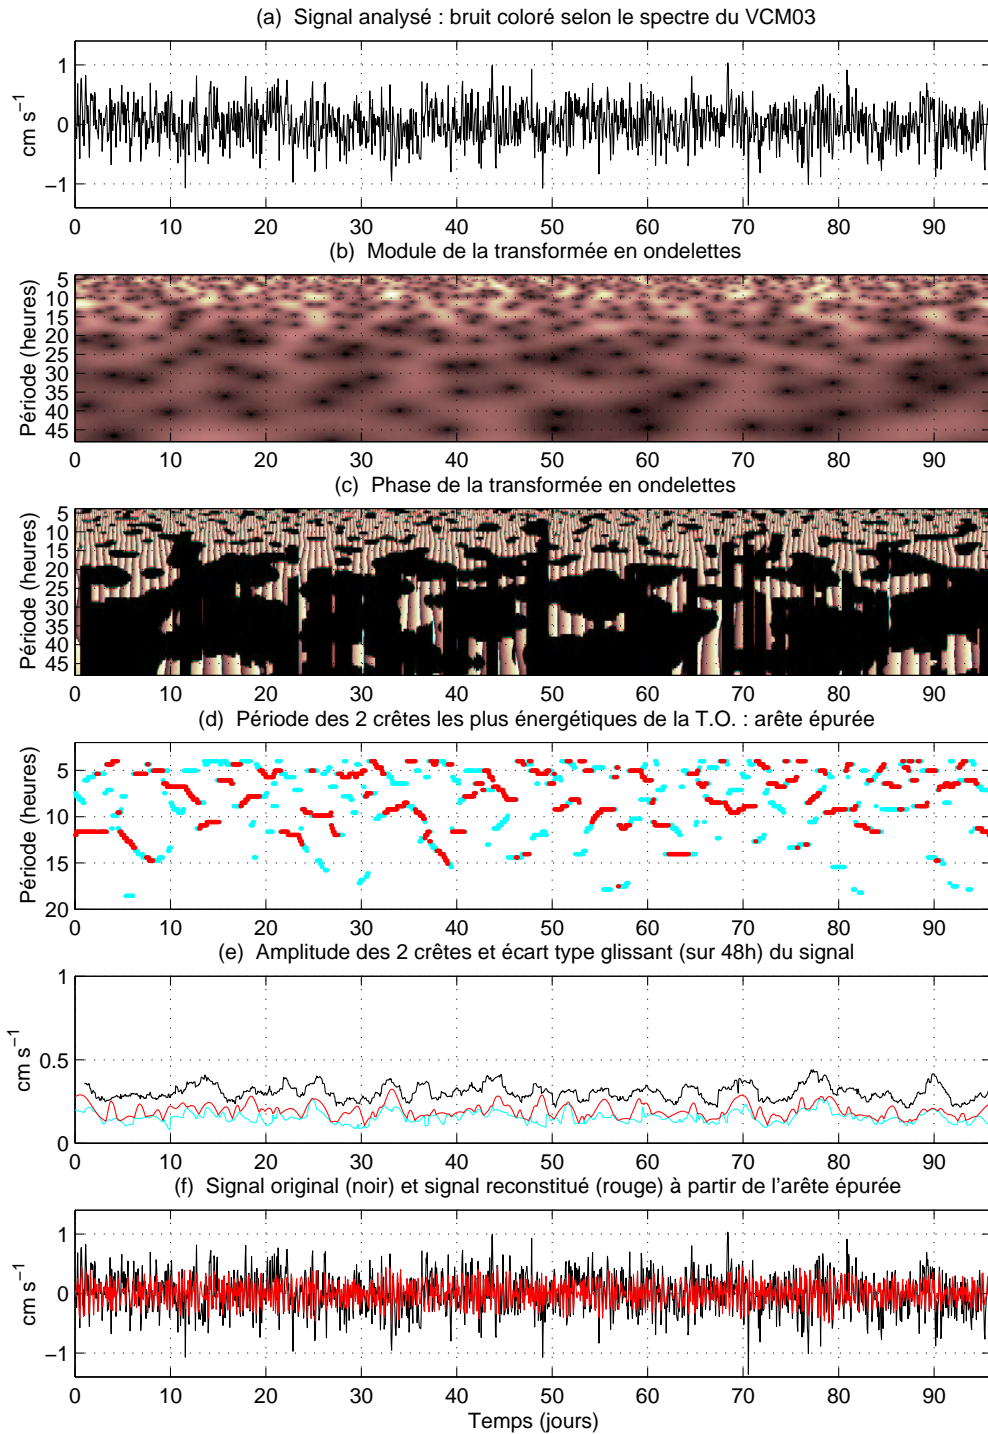 (a) Signal analysé : bruit coloré selon le spectre du VCM03
1
0
−1
cm s−1
0 10 20 30 40 50 60 70 80 90
(b) Module de la transformée en ondelettes
5
10
15
20
25
30
35
40
45
Période (heures)
0 10 20 30 40 50 60 70 80 90
(c) Phase de la transformée en ondelettes
5
10
15
20
25
30
35
40
45
Période (heures)
0 10 20 30 40 50 60 70 80 90
(d) Période des 2 crêtes les plus énergétiques de la T.O. : arête épurée
5
10
15
20
Période (heures)
0 10 20 30 40 50 60 70 80 90
(e) Amplitude des 2 crêtes et écart type glissant (sur 48h) du signal
1
0.5
0
cm s−1
0 10 20 30 40 50 60 70 80 90
(f) Signal original (noir) et signal reconstitué (rouge) à partir de l'arête épurée
1
0
−1
cm s−1
0 10 20 30 40 50 60 70 80 90
Temps (jours)